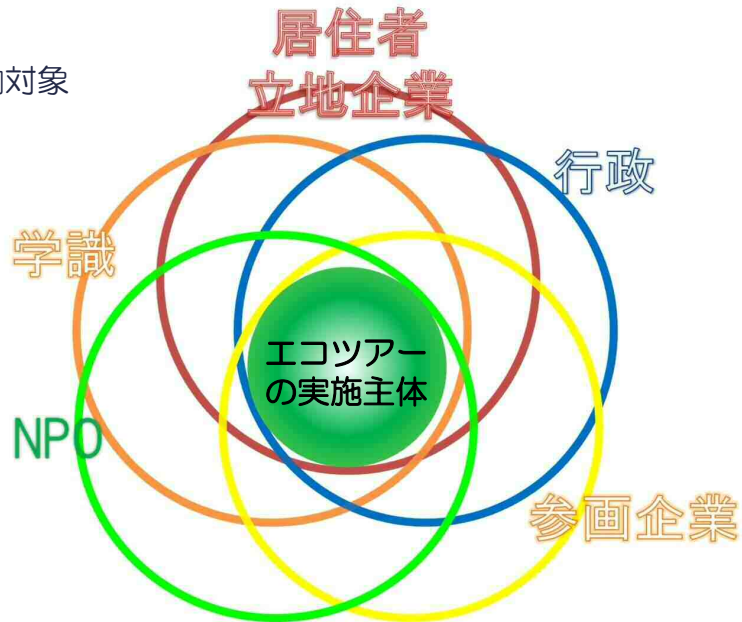 居住者
立地企業
対象
行政
学識
エコツアー
の実施主体
NPO
参画企業